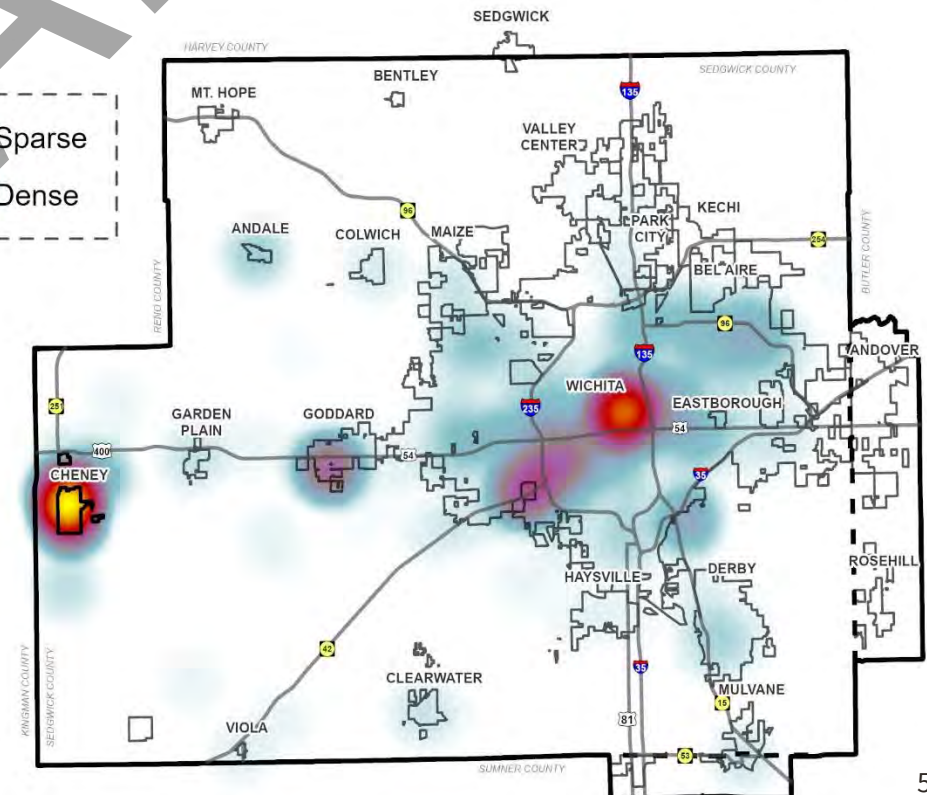 SEDGWICK
HARVEY COUNTY
SEDGWICK COUNTY
BENTLEY
MT. HOPE
135
Sparse
Dense
VALLEY
CENTER
96
KECHI
PARK
CITY
ANDALE
COLWICH
MAIZE
254
BEL AIRE
BUTLER COUNTY
RENO COUNTY
96
135
ANDOVER
WICHITA
251
235
EASTBOROUGH
GARDEN
PLAIN
GODDARD
54
400
54
CHENEY
35
HAYSVILLE
DERBY
ROSEHILL
42
KINGMAN COUNTY
SEDGWICK COUNTY
35
CLEARWATER
MULVANE
15
81
VIOLA
53
SUMNER COUNTY
5